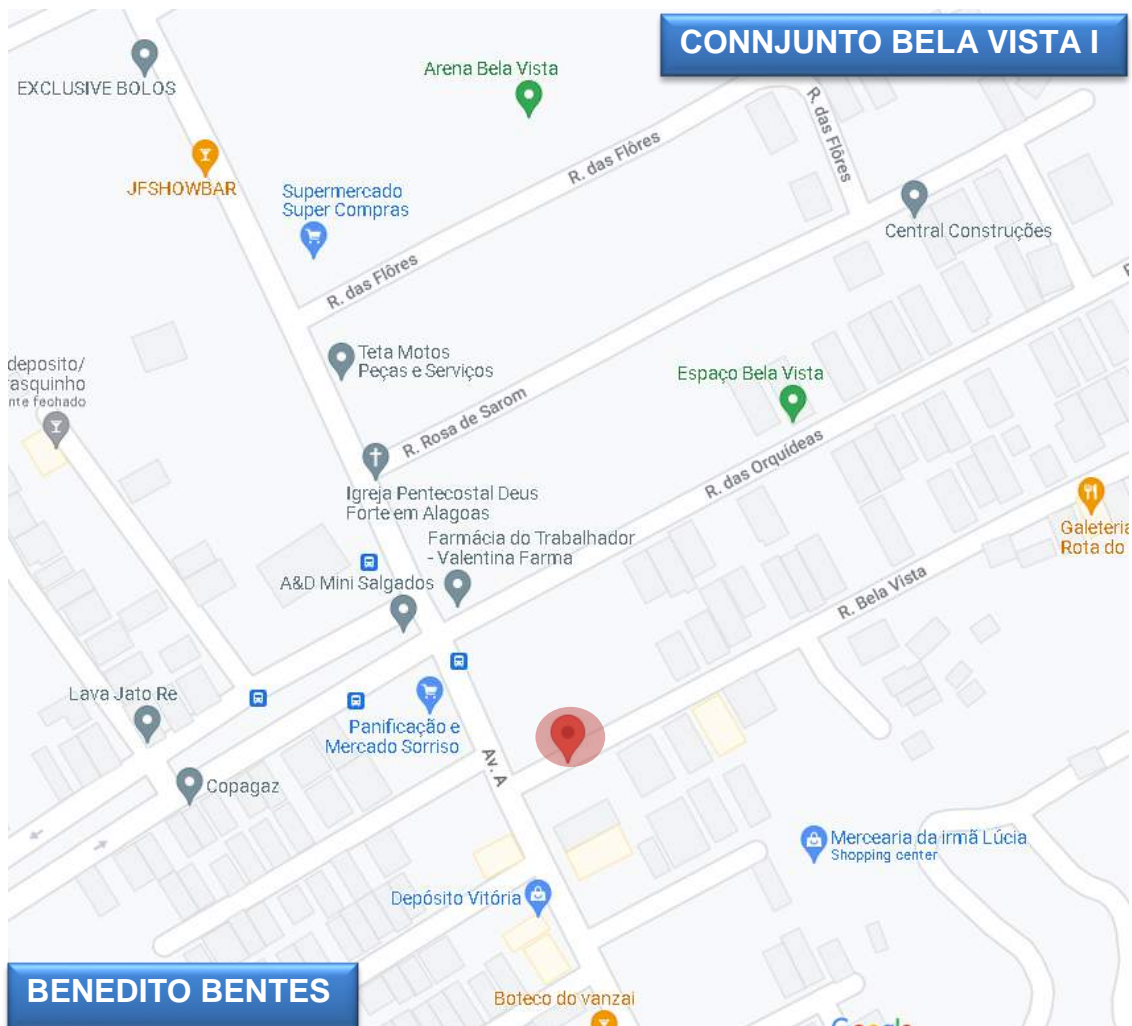 CONNJUNTO BELA VISTA I
EXCLUSIVE BOLOS
Arena Bela Vista
R. das Flôres
R. das Flôres
JFSHOWBAR
Supermercado
Super Compras
Central Construções
R. das Flôres
deposito/
asquinho
nte fechado
Teta Motos
Peças e Serviços
Espaço Bela Vista
R. Rosa de Sarom
R. das Orquídeas
Igreja Pentecostal Deus
Forte em Alagoas
Galeteria
Rota do
Farmácia do Trabalhador
- Valentina Farma
A&D Mini Salgados
R. Bela Vista
Lava Jato Re
Panificação e
Mercado Sorriso
Av. A
Copagaz
Mercearia da irmã Lúcia
Shopping center
Depósito Vitória
BENEDITO BENTES
Boteco do vanzai
Google